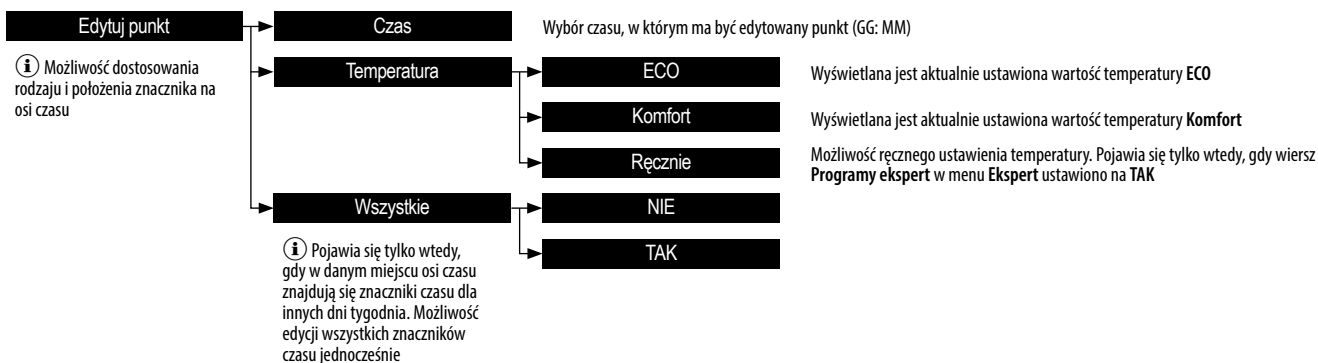 Edytuj punkt
Czas
Wybór czasu, w którym ma być edytowany punkt (GG: MM)
i Możliwość dostosowania
rodzaju i położenia znacznika na
osi czasu
Temperatura
ECO
Wyświetlana jest aktualnie ustawiona wartość temperatury ECO
Komfort
Wyświetlana jest aktualnie ustawiona wartość temperatury Komfort
Ręcznie
Możliwość ręcznego ustawienia temperatury. Pojawia się tylko wtedy, gdy wiersz
Programy ekspert w menu Ekspert ustawiono na TAK
Wszystkie
NIE
TAK
i Pojawia się tylko wtedy,
gdy w danym miejscu osi czasu
znajdują się znaczniki czasu dla
innych dni tygodnia. Możliwość
edycji wszystkich znaczników
czasu jednocześnie